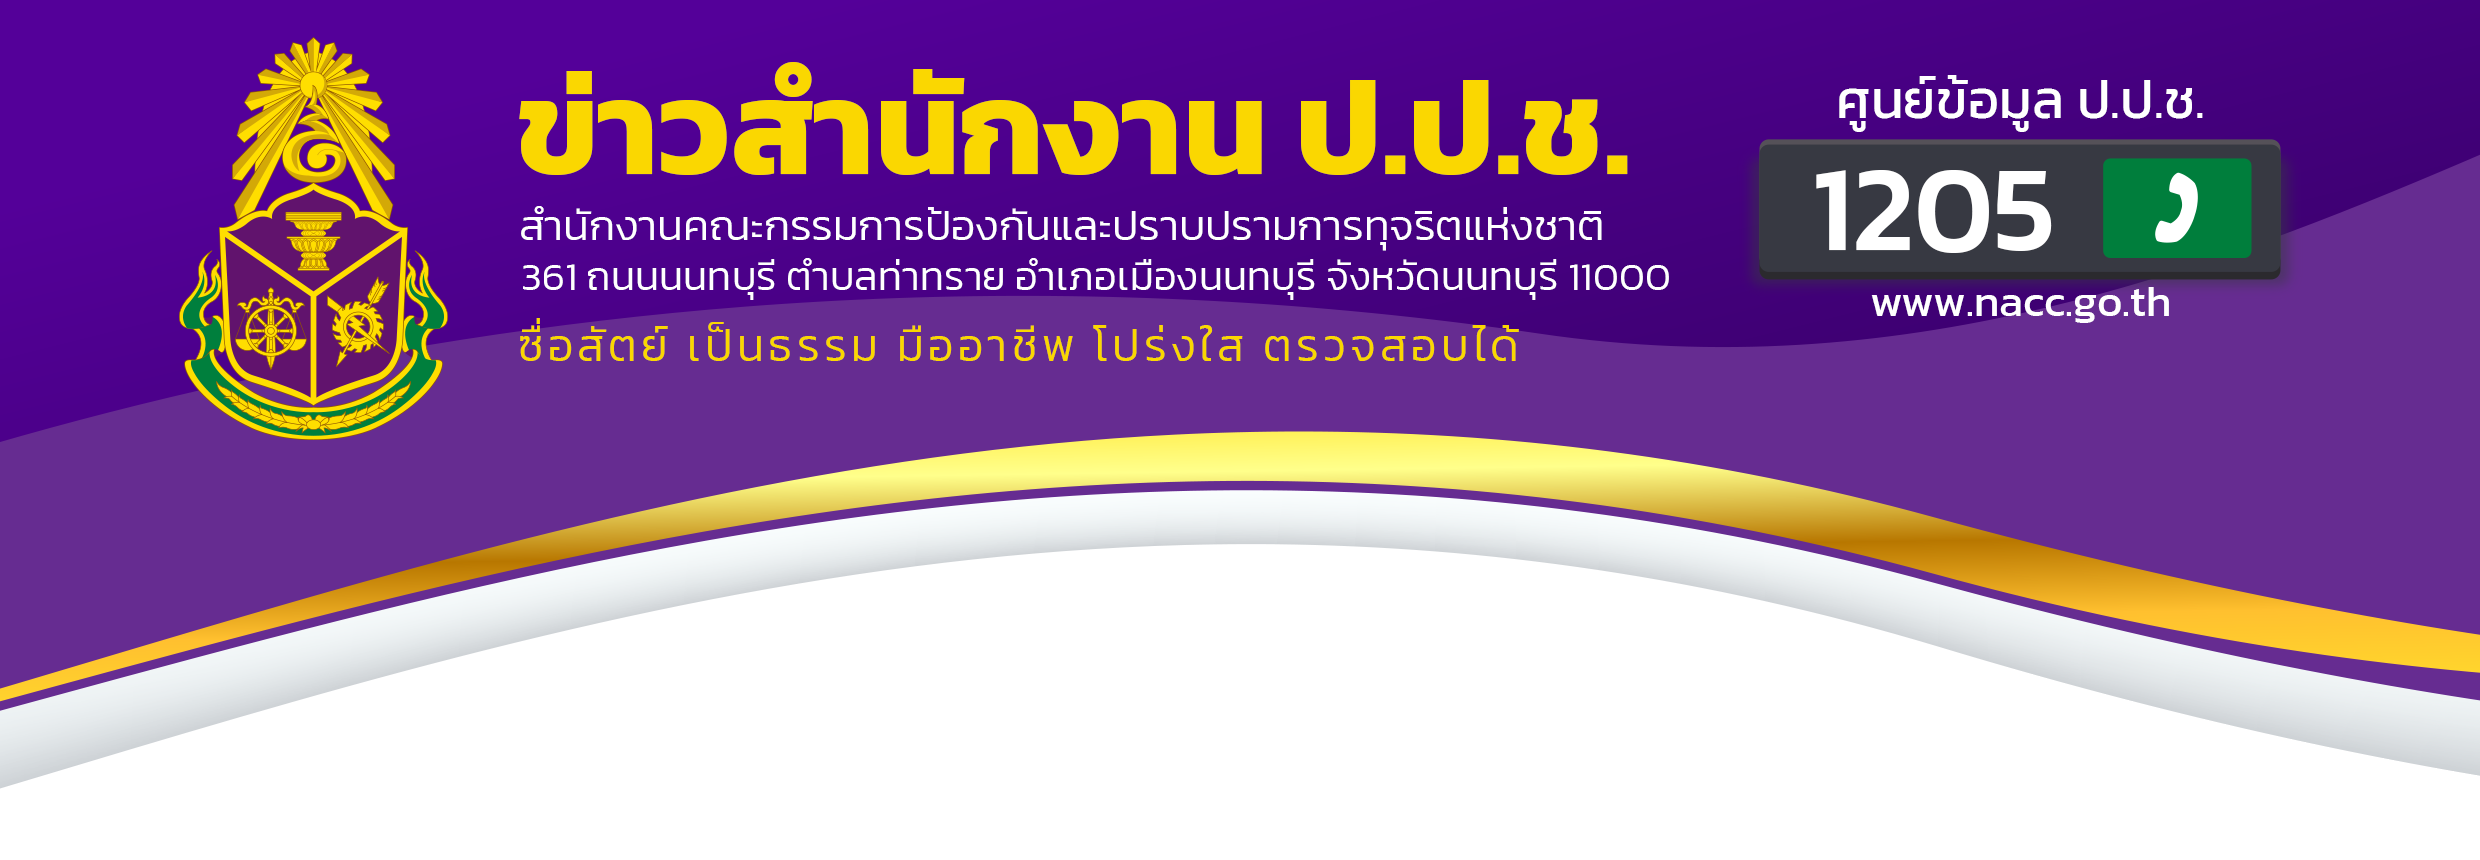 ข่าวสำนักงาน ป.ป.ช.
สำนักงานคณะกรรมการป้องกันและปราบปรามการทุจริตแห่งชาติ
361 ถนนนนทบุรี ตำบลท่าทราย อำเภอเมืองนนทบุรี จังหวัดนนทบุรี 11000
ซื่อสัตย์ เป็นธรรม มืออาชีพ โปร่งใส ตรวจสอบได้
ศูนย์ข้อมูล ป.ป.ช.
1205
www.nacc.go.th